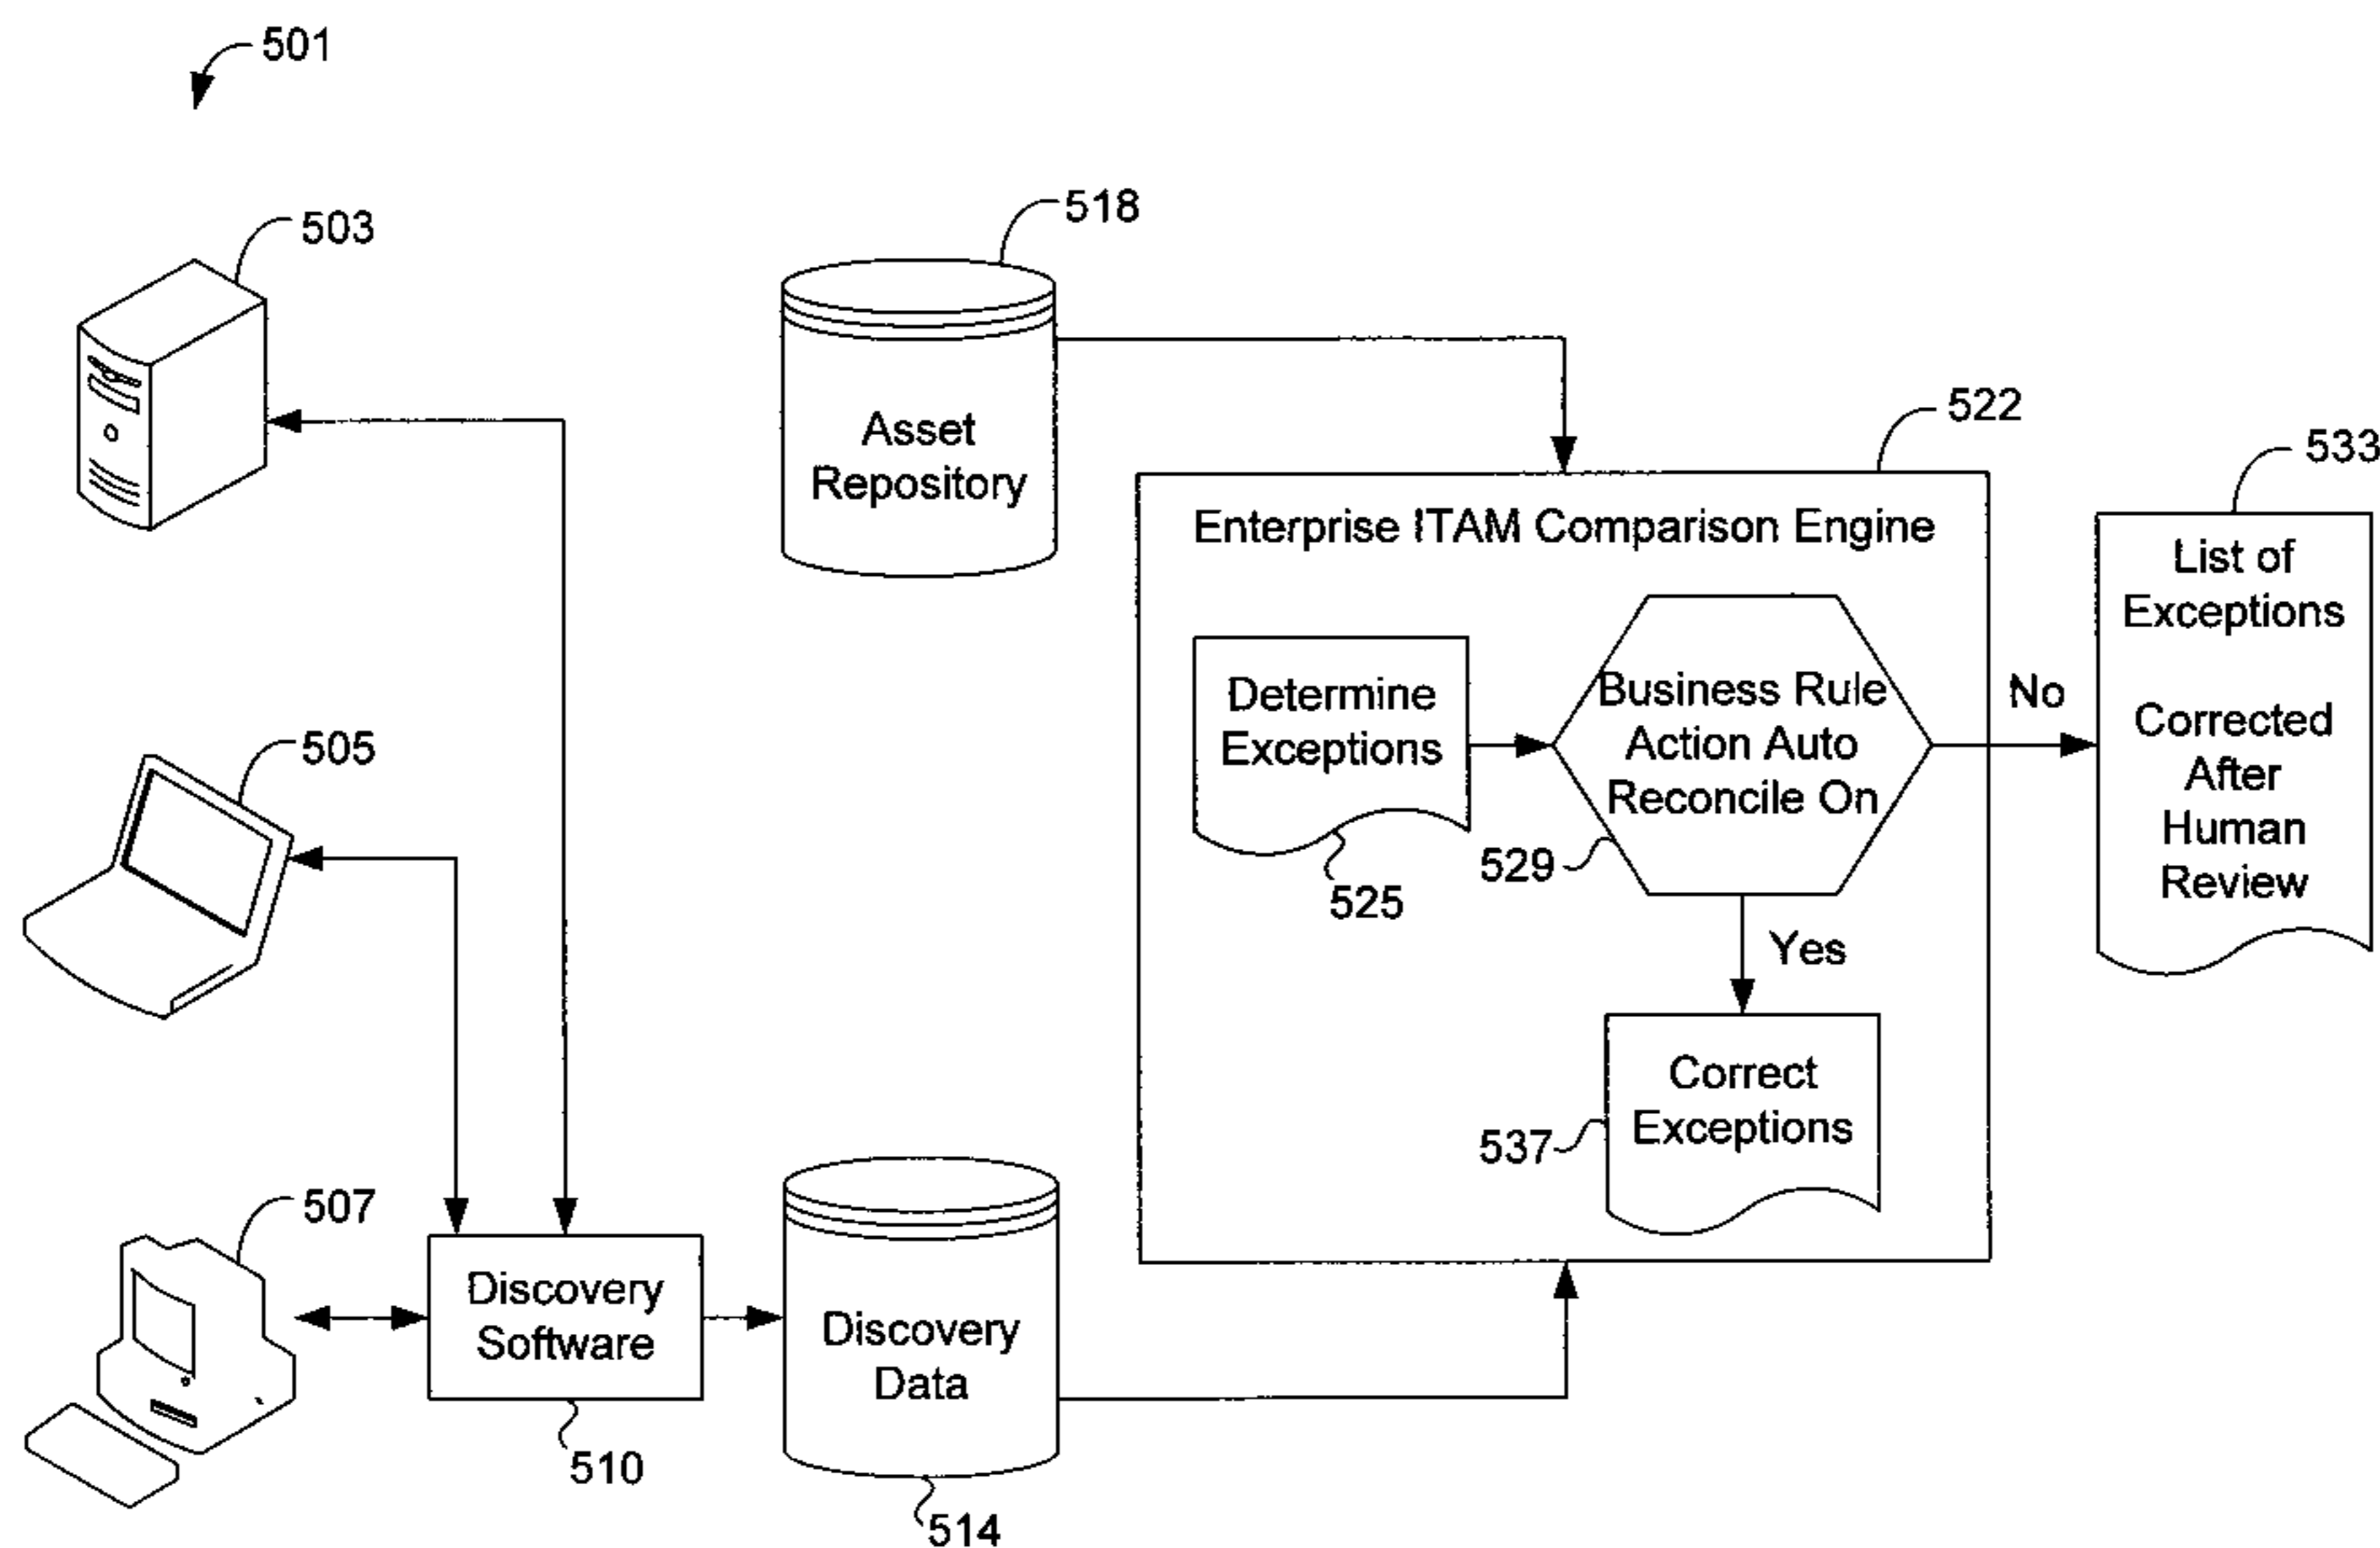 501
503
518
Asset
Repository
522
533
Enterprise ITAM Comparison Engine
List of
Exceptions
Corrected
After
Human
Review
Determine
Exceptions
525
Business Rule
Action Auto
Reconcile On
529
No
Yes
Correct
Exceptions
537
505
507
Discovery
Software
510
Discovery
Data
514